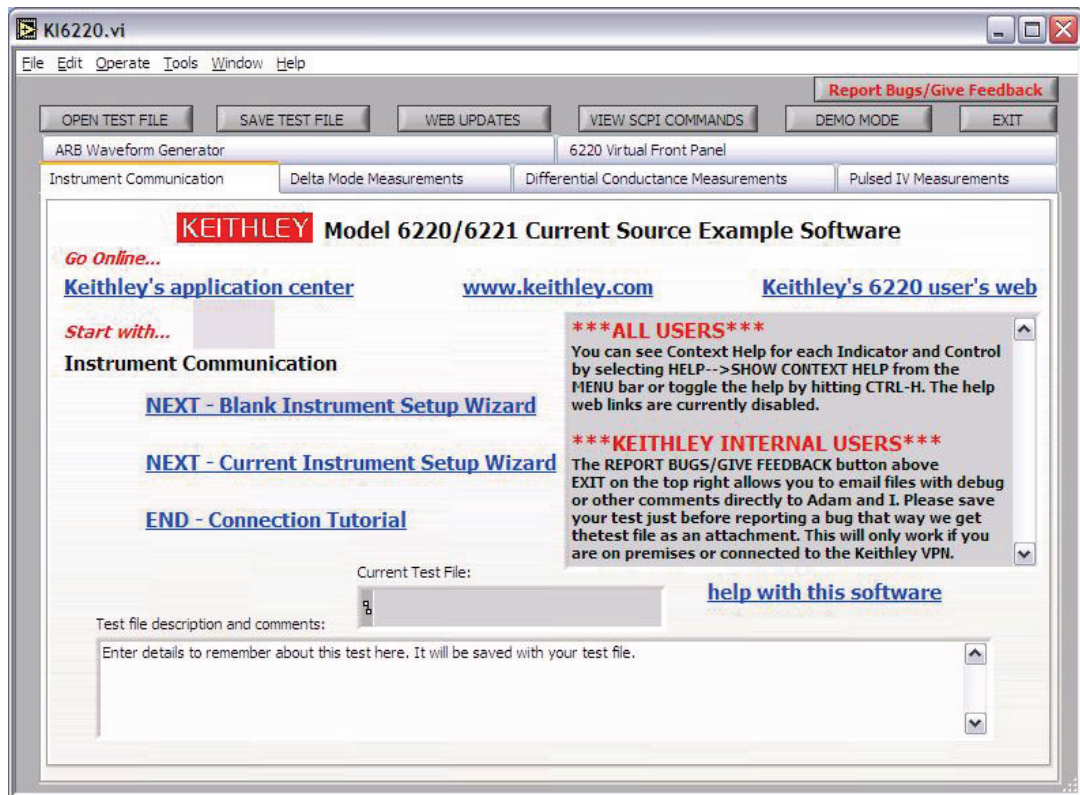 KI6220.vi
File Edit Operate Tools Window Help
Report Bugs/Give Feedback
OPEN TEST FILE SAVE TEST FILE WEB UPDATES VIEW SCPI COMMANDS DEMO MODE EXIT
ARB Waveform Generator 6220 Virtual Front Panel
Instrument Communication Delta Mode Measurements Differential Conductance Measurements Pulsed IV Measurements
KEITHLEY Model 6220/6221 Current Source Example Software
Go Online...
Keithley's application center www.keithley.com Keithley's 6220 user's web
Start with...
Instrument Communication
NEXT - Blank Instrument Setup Wizard
NEXT - Current Instrument Setup Wizard
END - Connection Tutorial
***ALL USERS***
You can see Context Help for each Indicator and Control
by selecting HELP-->SHOW CONTEXT HELP from the
MENU bar or toggle the help by hitting CTRL-H. The help
web links are currently disabled.
***KEITHLEY INTERNAL USERS***
The REPORT BUGS/GIVE FEEDBACK button above
EXIT on the top right allows you to email files with debug
or other comments directly to Adam and I. Please save
your test just before reporting a bug that way we get
thetest file as an attachment. This will only work if you
are on premises or connected to the Keithley VPN.
Current Test File:
help with this software
Test file description and comments:
Enter details to remember about this test here. It will be saved with your test file.